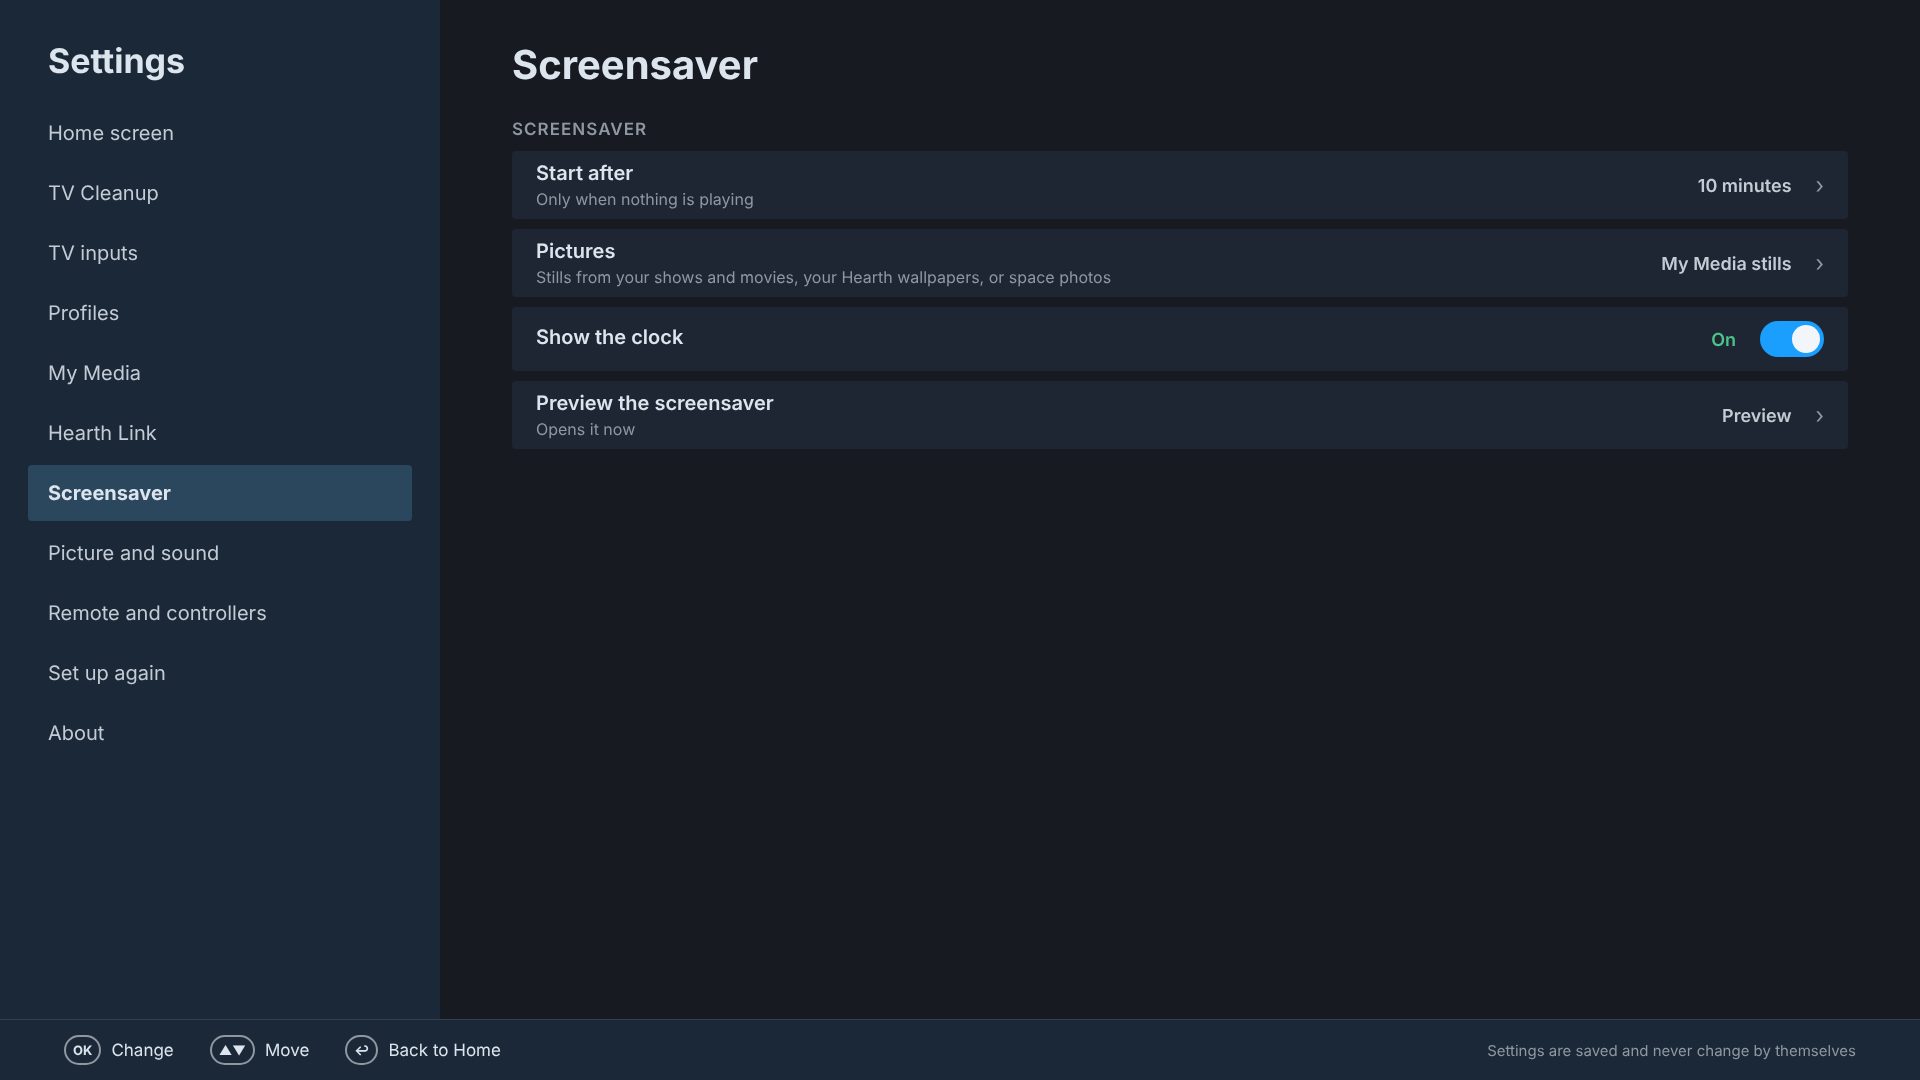 Settings
Home screen
TV Cleanup
TV inputs
Profiles
My Media
Hearth Link
Screensaver
Picture and sound
Remote and controllers
Set up again
About
Screensaver
SCREENSAVER
Start after
Only when nothing is playing
10 minutes
Pictures
Stills from your shows and movies, your Hearth wallpapers, or space photos
My Media stills
Show the clock
On
Preview the screensaver
Opens it now
Preview
OK Change
Move
Back to Home
Settings are saved and never change by themselves